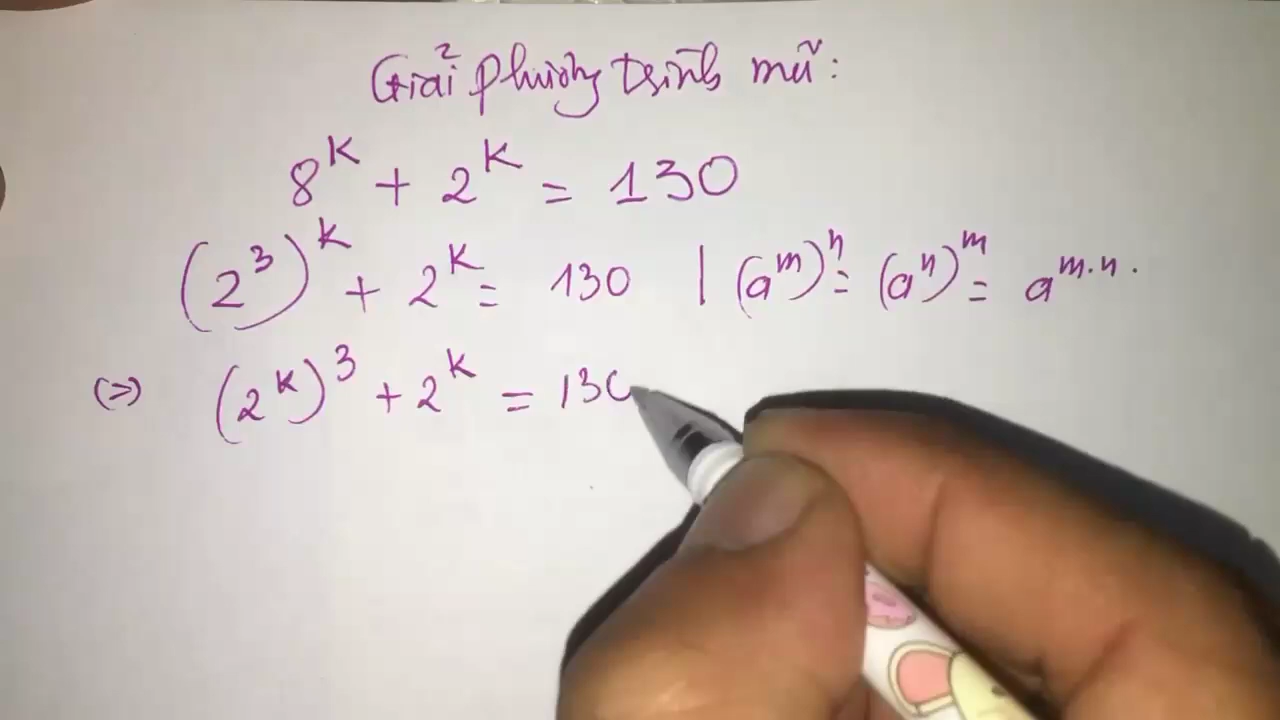 Giải phương trình mũ:
8^k + 2^k = 130
(2^3)^k + 2^k = 130 | (a^m)^n = (a^n)^m = a^{m.n}.
(=>) (2^k)^3 + 2^k = 130